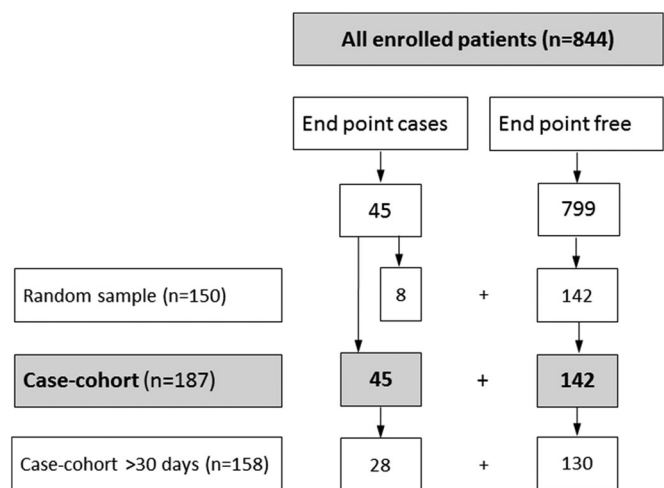 All enrolled patients (n=844)
End point cases End point free
45 799
Random sample (n=150) 8 + 142
Case-cohort (n=187) 45 + 142
Case-cohort >30 days (n=158) 28 + 130